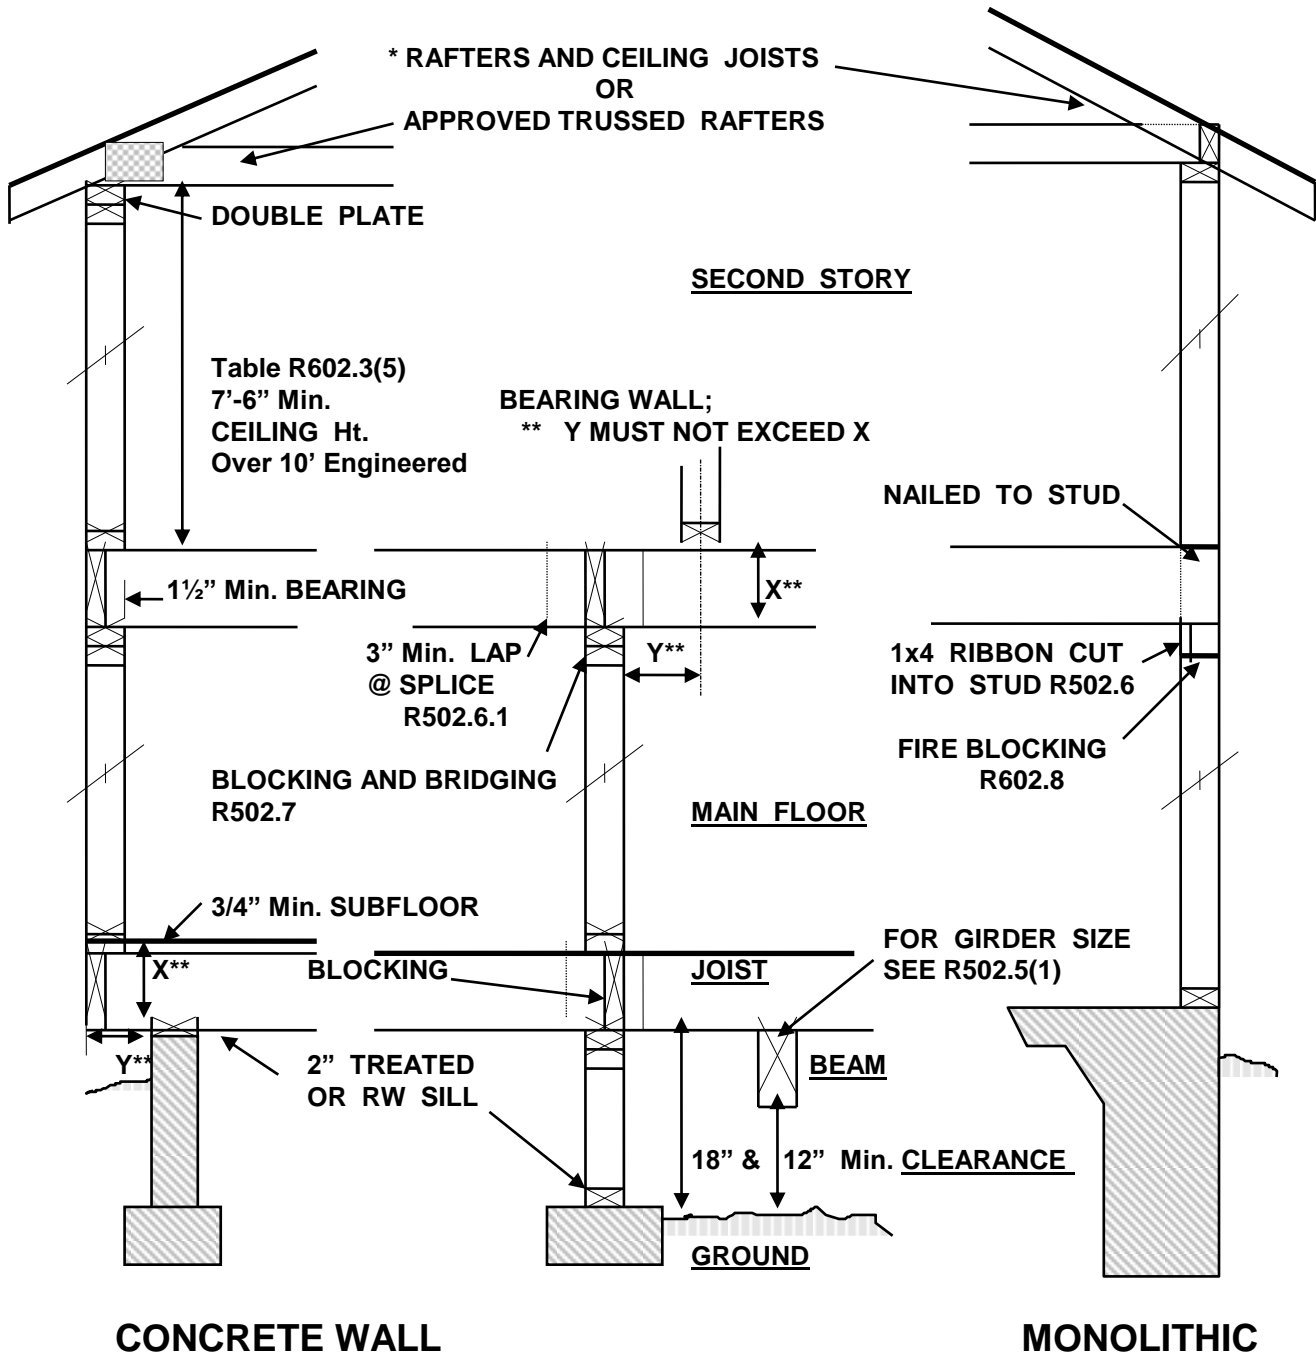 * RAFTERS AND CEILING JOISTS
OR
APPROVED TRUSSED RAFTERS
DOUBLE PLATE
SECOND STORY
Table R602.3(5)
7’-6” Min.
CEILING Ht.
Over 10’ Engineered
BEARING WALL;
** Y MUST NOT EXCEED X
NAILED TO STUD
1½” Min. BEARING
X**
3” Min. LAP
@ SPLICE
R502.6.1
Y**
1x4 RIBBON CUT
INTO STUD R502.6
FIRE BLOCKING
R602.8
BLOCKING AND BRIDGING
R502.7
MAIN FLOOR
3/4” Min. SUBFLOOR
X**
BLOCKING
JOIST
FOR GIRDER SIZE
SEE R502.5(1)
Y**
2” TREATED
OR RW SILL
BEAM
18” & 12” Min. CLEARANCE
GROUND
CONCRETE WALL
MONOLITHIC